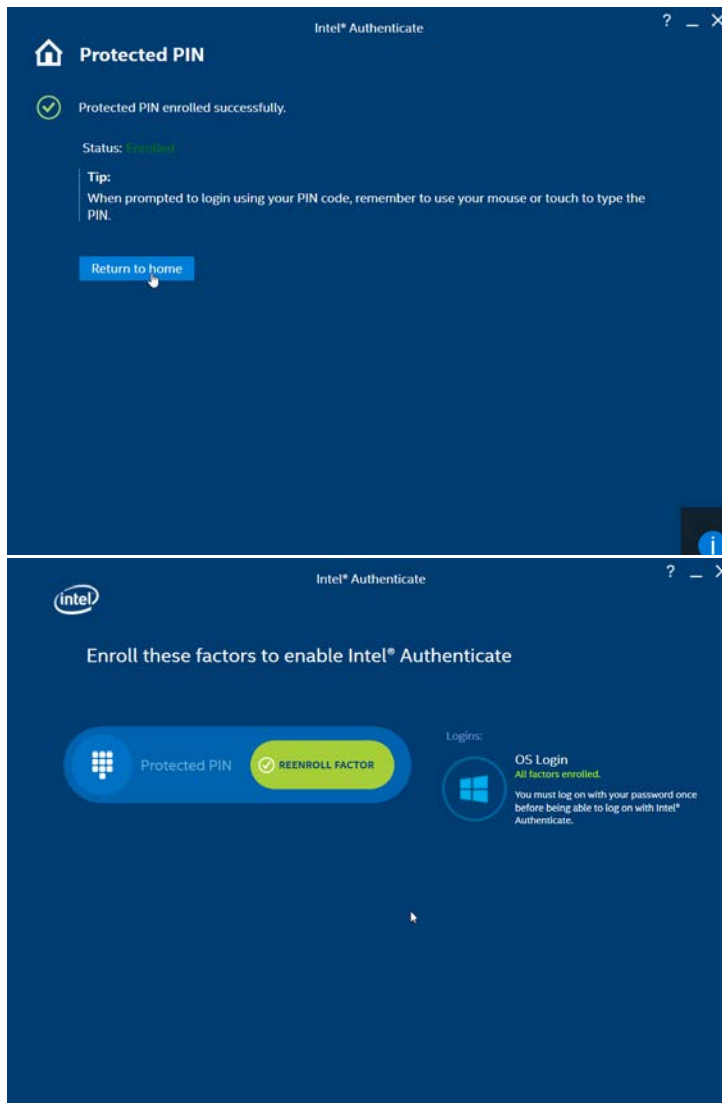 Intel® Authenticate
?
Protected PIN
Protected PIN enrolled successfully.
Status: Enrolled
Tip:
When prompted to login using your PIN code, remember to use your mouse or touch to type the
PIN.
Return to home
i
Intel® Authenticate
?
intel
Enroll these factors to enable Intel® Authenticate
Protected PIN
REENROLL FACTOR
Logins:
OS Login
All factors enrolled.
You must log on with your password once
before being able to log on with Intel®
Authenticate.